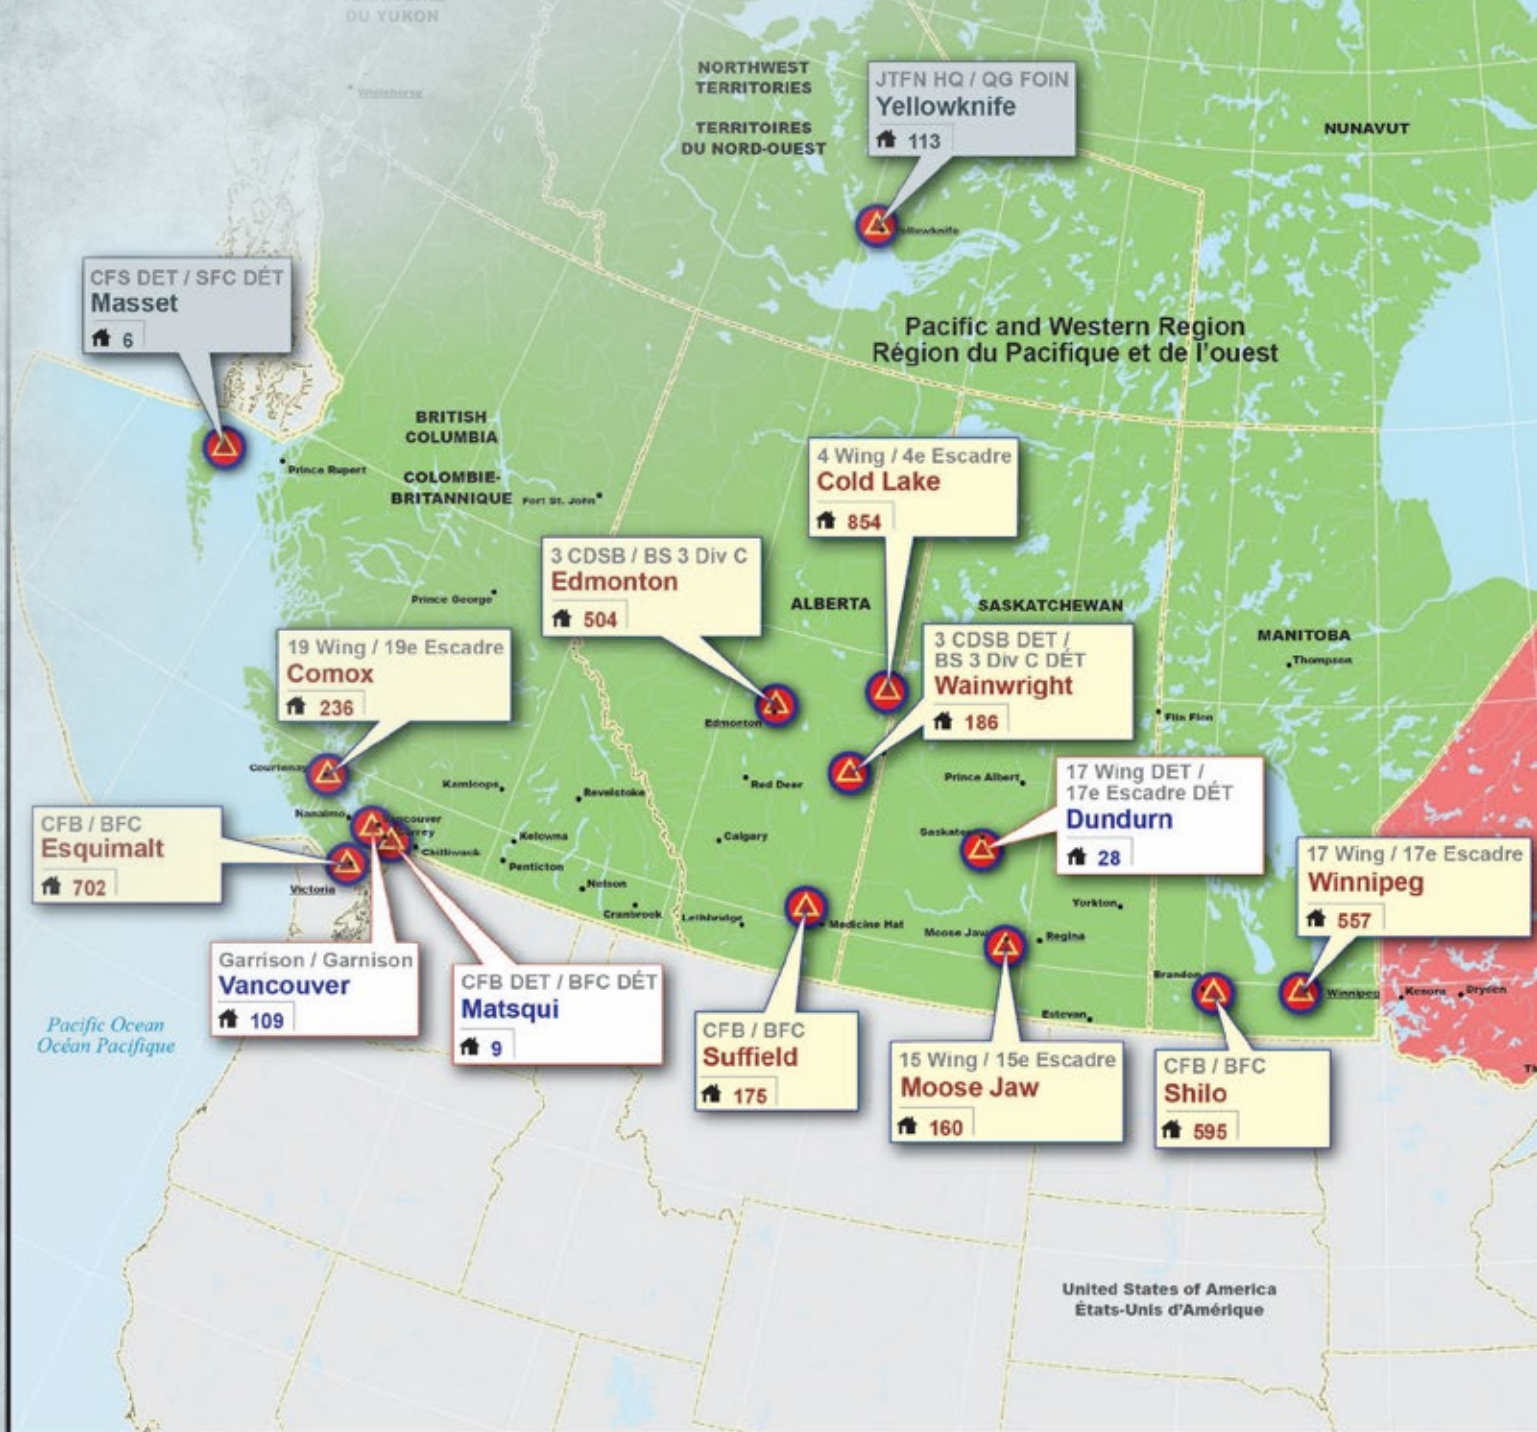 DU YUKON
Whitehorse
NORTHWEST
TERRITORIES
TERRITOIRES
DU NORD-OUEST
JTFN HQ / QG FOIN
Yellowknife
113
Yellowknife
NUNAVUT
CFS DET / SFC DÉT
Masset
6
Pacific and Western Region
Région du Pacifique et de l'ouest
BRITISH
COLUMBIA
COLOMBIE-
BRITANNIQUE
Prince Rupert
Fort St. John
4 Wing / 4e Escadre
Cold Lake
854
3 CDSB / BS 3 Div C
Edmonton
504
Prince George
ALBERTA
SASKATCHEWAN
MANITOBA
Thompson
19 Wing / 19e Escadre
Comox
236
3 CDSB DET /
BS 3 Div C DÉT
Wainwright
186
Edmonton
Flin Flon
Courtenay
Kamloops
Revelstoke
Red Deer
Prince Albert
17 Wing DET /
17e Escadre DÉT
Dundurn
28
CFB / BFC
Esquimalt
702
Nanaimo
Vancouver
Surrey
Chilliwack
Kelowna
Penticton
Calgary
Saskatoon
17 Wing / 17e Escadre
Winnipeg
557
Victoria
Nelson
Cranbrook
Lethbridge
Medicine Hat
Moose Jaw
Regina
Yorkton
Brandon
Winnipeg
Kenora
Dryden
Estevan
Garrison / Garnison
Vancouver
109
CFB DET / BFC DÉT
Matsqui
9
CFB / BFC
Suffield
175
15 Wing / 15e Escadre
Moose Jaw
160
CFB / BFC
Shilo
595
Pacific Ocean
Océan Pacifique
United States of America
États-Unis d'Amérique